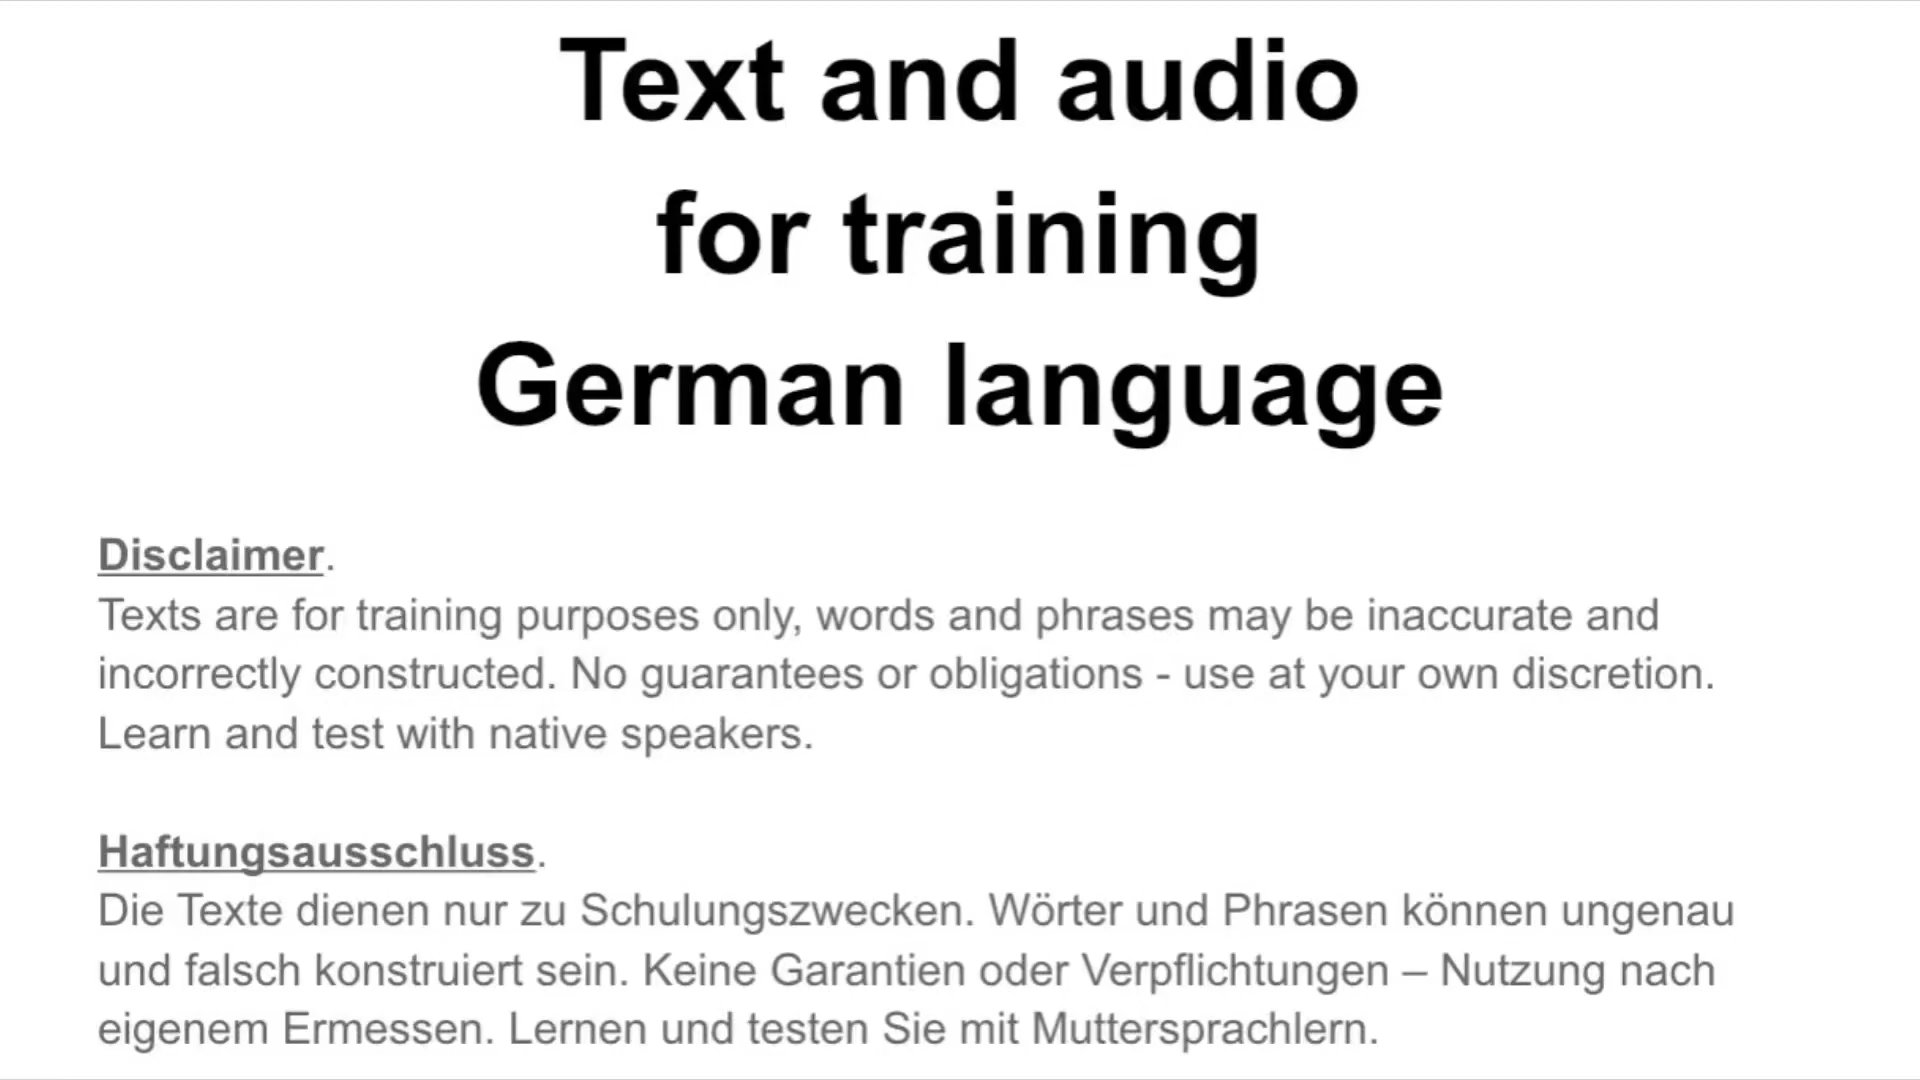 Text and audio
for training
German language
Disclaimer.
Texts are for training purposes only, words and phrases may be inaccurate and
incorrectly constructed. No guarantees or obligations - use at your own discretion.
Learn and test with native speakers.
Haftungsausschluss.
Die Texte dienen nur zu Schulungszwecken. Wörter und Phrasen können ungenau
und falsch konstruiert sein. Keine Garantien oder Verpflichtungen – Nutzung nach
eigenem Ermessen. Lernen und testen Sie mit Muttersprachlern.